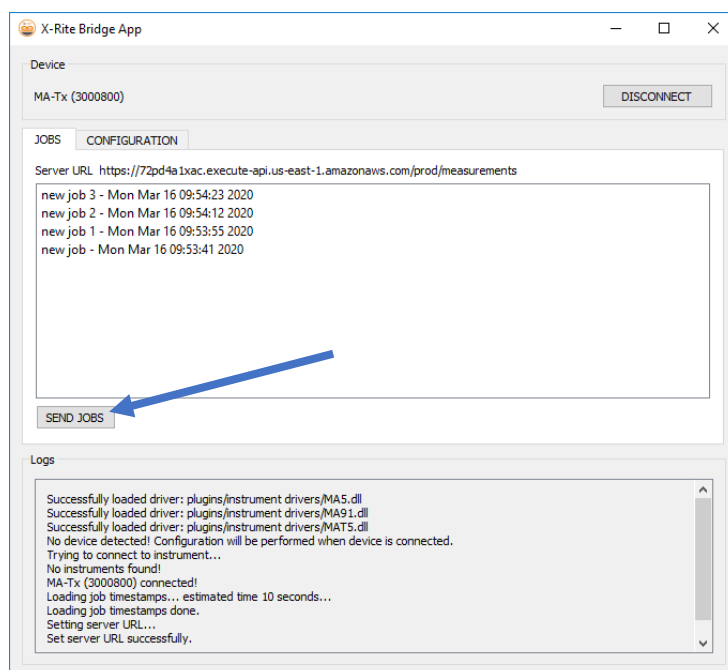 X-Rite Bridge App
Device
MA-Tx (3000800)
DISCONNECT
JOBS
CONFIGURATION
Server URL https://72pd4a1xac.execute-api.us-east-1.amazonaws.com/prod/measurements
new job 3 - Mon Mar 16 09:54:23 2020
new job 2 - Mon Mar 16 09:54:12 2020
new job 1 - Mon Mar 16 09:53:55 2020
new job - Mon Mar 16 09:53:41 2020
SEND JOBS
Logs
Successfully loaded driver: plugins/instrument drivers/MA5.dll
Successfully loaded driver: plugins/instrument drivers/MA91.dll
Successfully loaded driver: plugins/instrument drivers/MAT5.dll
No device detected! Configuration will be performed when device is connected.
Trying to connect to instrument...
No instruments found!
MA-Tx (3000800) connected!
Loading job timestamps... estimated time 10 seconds...
Loading job timestamps done.
Setting server URL...
Set server URL successfully.